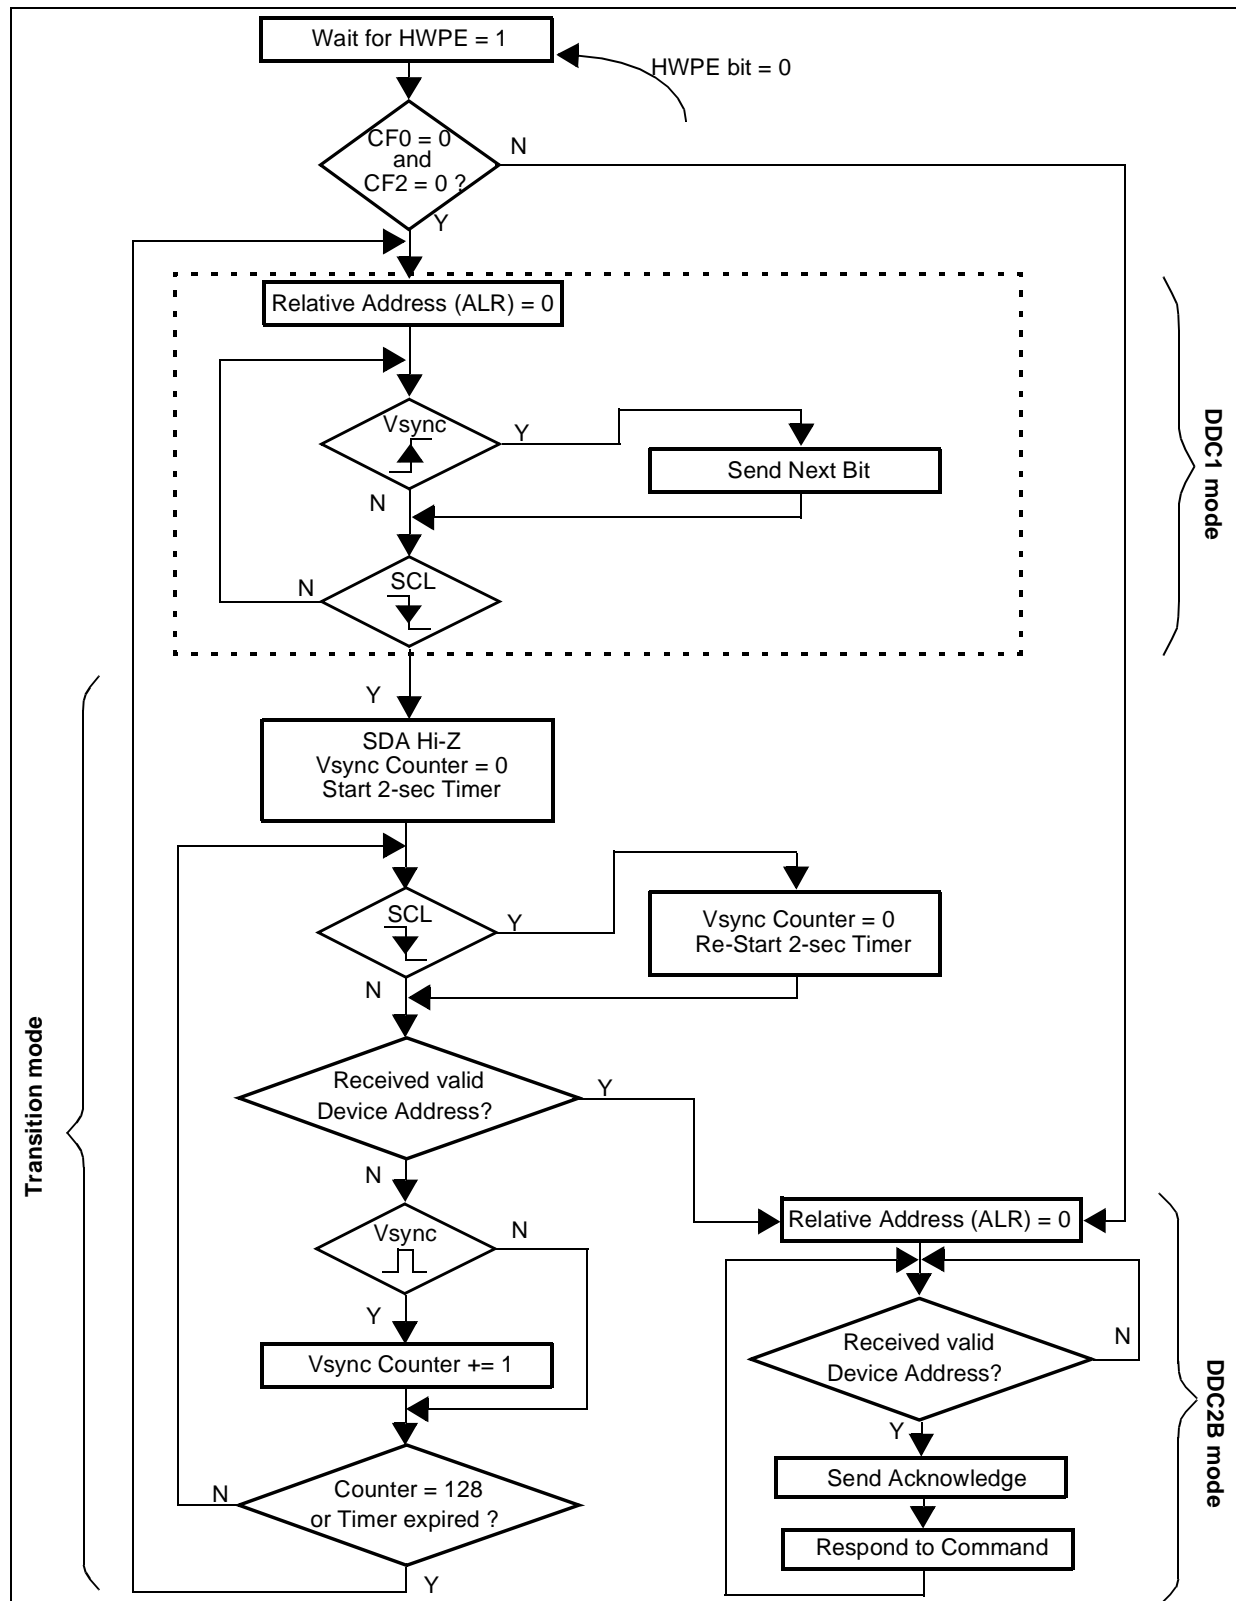 Wait for HWPE = 1
HWPE bit = 0
CF0 = 0
and
CF2 = 0 ?
N
Y
Relative Address (ALR) = 0
Vsync
Y
Send Next Bit
N
SCL
N
DDC1 mode
Y
SDA Hi-Z
Vsync Counter = 0
Start 2-sec Timer
SCL
Y
Vsync Counter = 0
Re-Start 2-sec Timer
N
Received valid
Device Address?
Y
N
Transition mode
Vsync
N
Y
Vsync Counter += 1
Counter = 128
or Timer expired ?
N
Y
Relative Address (ALR) = 0
Received valid
Device Address?
N
Y
Send Acknowledge
Respond to Command
DDC2B mode